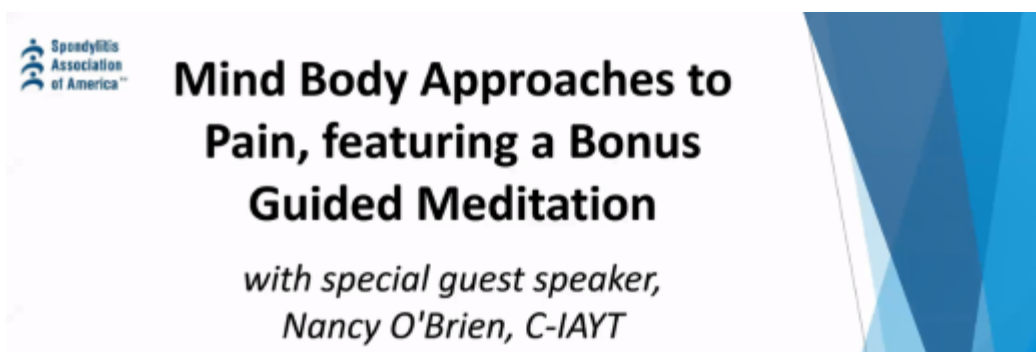 Spondylitis
Association
of America™
Mind Body Approaches to
Pain, featuring a Bonus
Guided Meditation
with special guest speaker,
Nancy O'Brien, C-IAYT